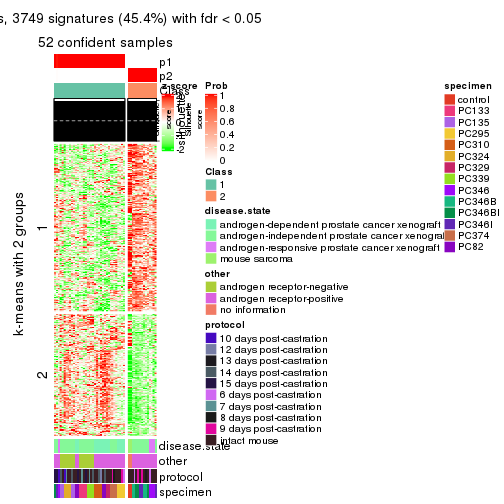 s, 3749 signatures (45.4%) with fdr < 0.05
52 confident samples
p1
p2
Class
z-score
Prob
1
0.8
0.6
0.4
0.2
0
score
Class
1
2
disease.state
androgen-dependent prostate cancer xenograft
androgen-independent prostate cancer xenograft
androgen-responsive prostate cancer xenograft
mouse sarcoma
other
androgen receptor-negative
androgen receptor-positive
no information
protocol
10 days post-castration
12 days post-castration
13 days post-castration
14 days post-castration
15 days post-castration
6 days post-castration
7 days post-castration
8 days post-castration
9 days post-castration
intact mouse
specimen
control
PC133
PC135
PC295
PC310
PC324
PC329
PC339
PC346
PC346B
PC346BI
PC346I
PC374
PC82
k-means with 2 groups
1
2
disease.state
other
protocol
specimen